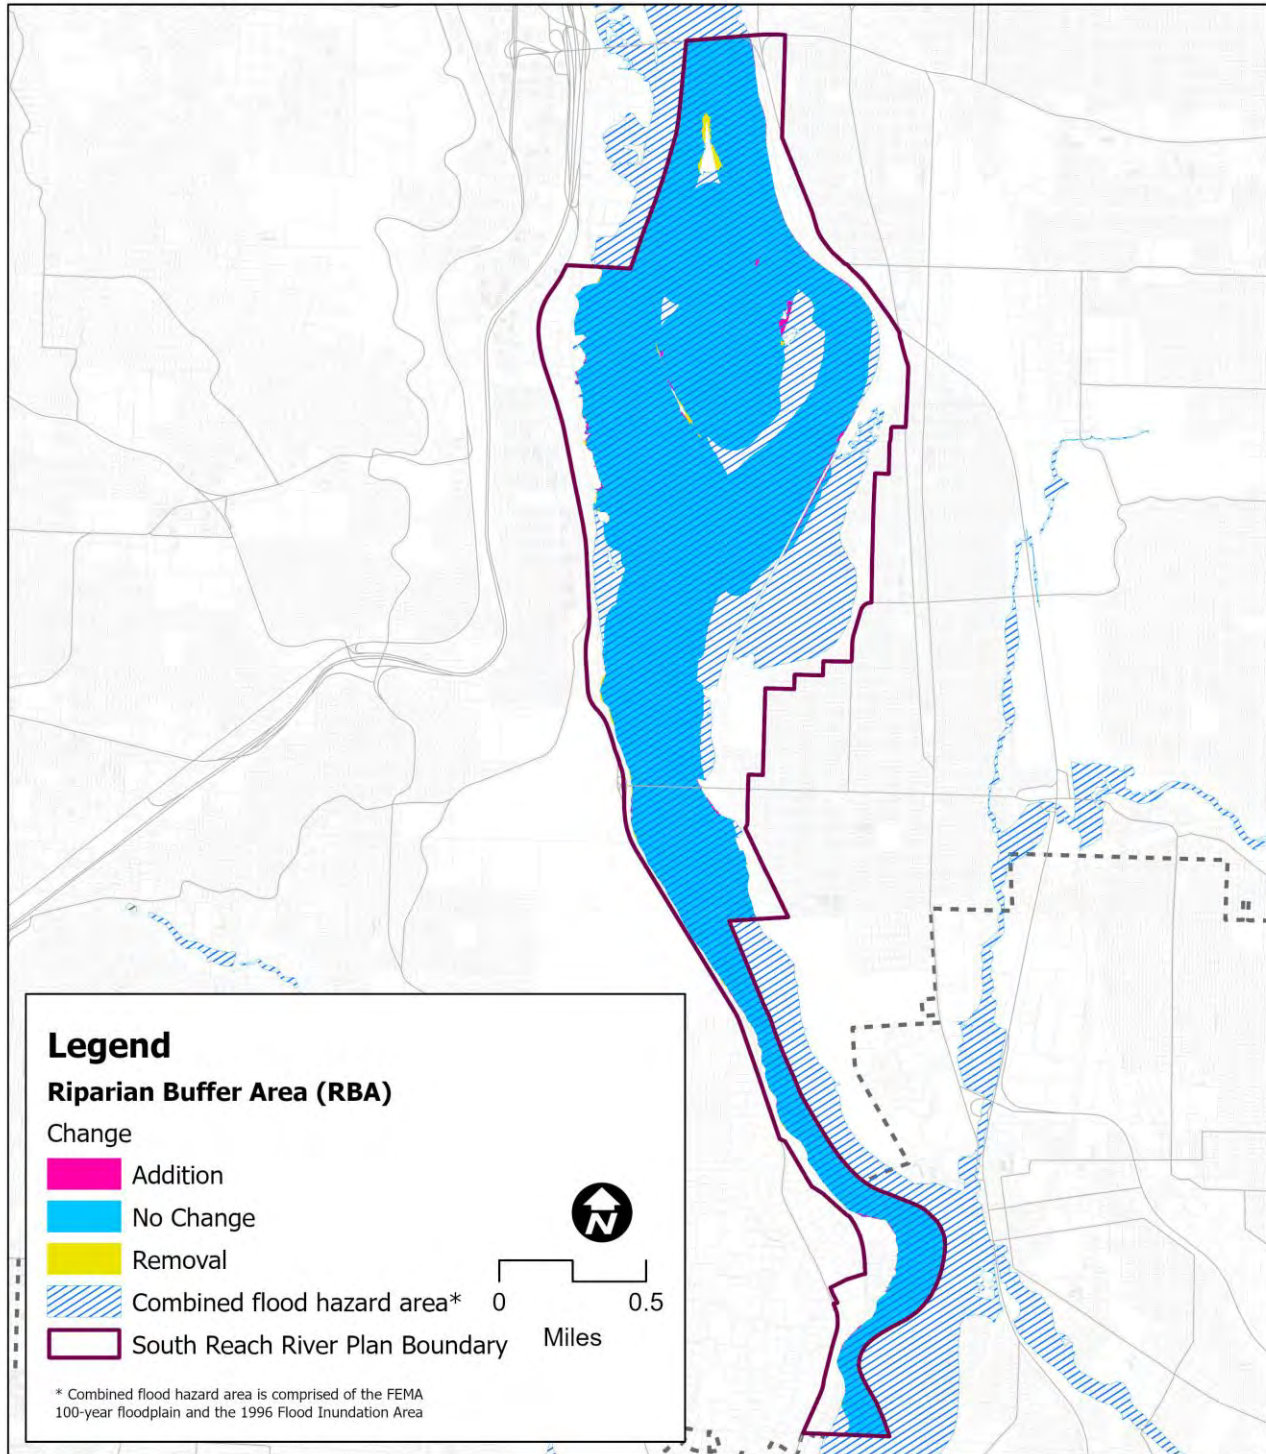 Legend
Riparian Buffer Area (RBA)
Change
Addition
No Change
Removal
Combined flood hazard area*
South Reach River Plan Boundary
* Combined flood hazard area is comprised of the FEMA
100-year floodplain and the 1996 Flood Inundation Area
N
0 0.5
Miles